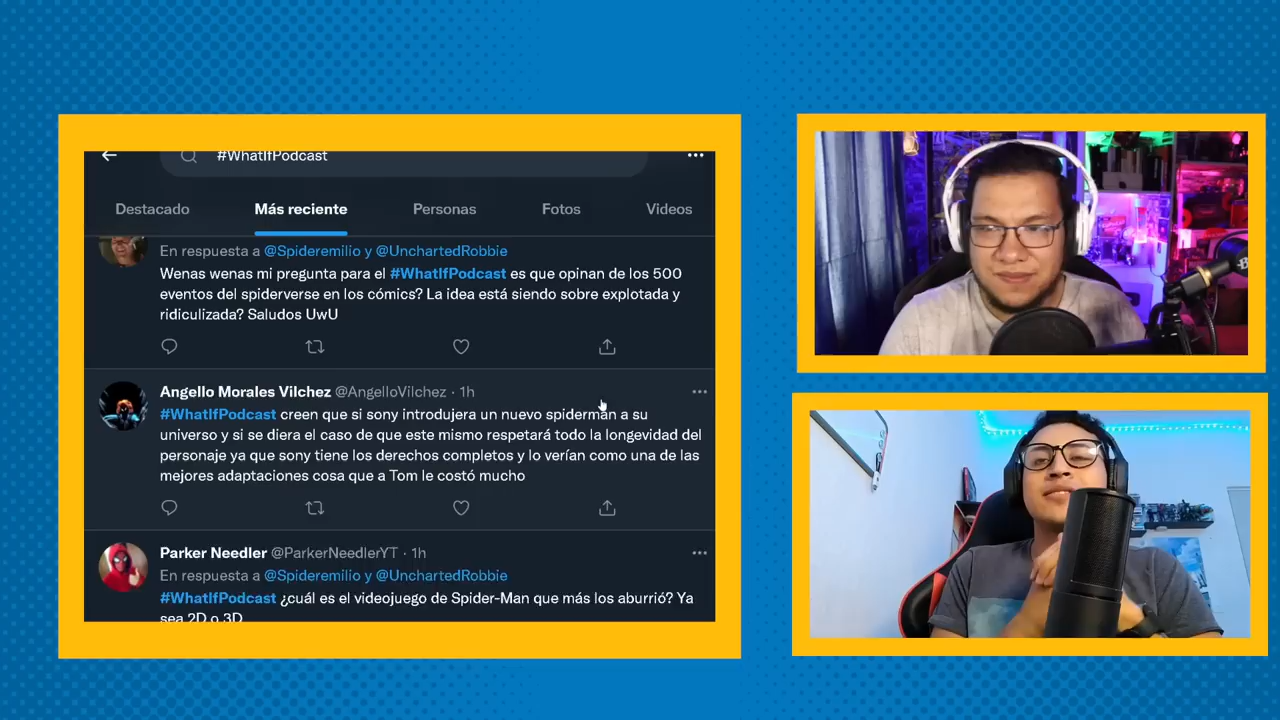 #WhatIfPodcast
Destacado Más reciente Personas Fotos Videos
En respuesta a @Spideremilio y @UnchartedRobbie
Wenas wenas mi pregunta para el #WhatIfPodcast es que opinan de los 500
eventos del spiderverse en los cómics? La idea está siendo sobre explotada y
ridiculizada? Saludos UwU
Angello Morales Vilchez @AngelloVilchez · 1h
#WhatIfPodcast creen que si sony introdujera un nuevo spiderman a su
universo y si se diera el caso de que este mismo respetará todo la longevidad del
personaje ya que sony tiene los derechos completos y lo verían como una de las
mejores adaptaciones cosa que a Tom le costó mucho
Parker Needler @ParkerNeedlerYT · 1h
En respuesta a @Spideremilio y @UnchartedRobbie
#WhatIfPodcast ¿cuál es el videojuego de Spider-Man que más los aburrió? Ya
sea 2D o 3D